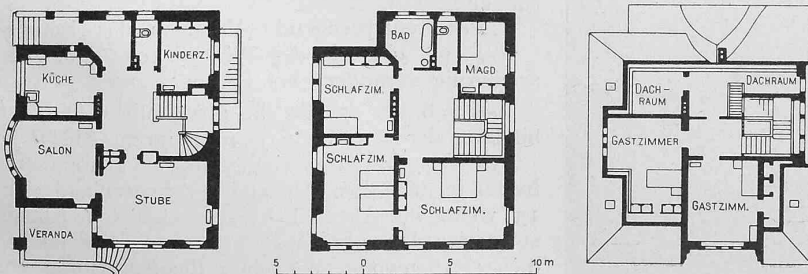 KÜCHE
KINDERZ.
SALON
STUBE
VERANDA
BAD
MAGD
SCHLAFZIM.
SCHLAFZIM.
SCHLAFZIM.
DACH-
RAUM
DACHRAUM
GASTZIMMER
GASTZIMM.
5 0 5 10 m